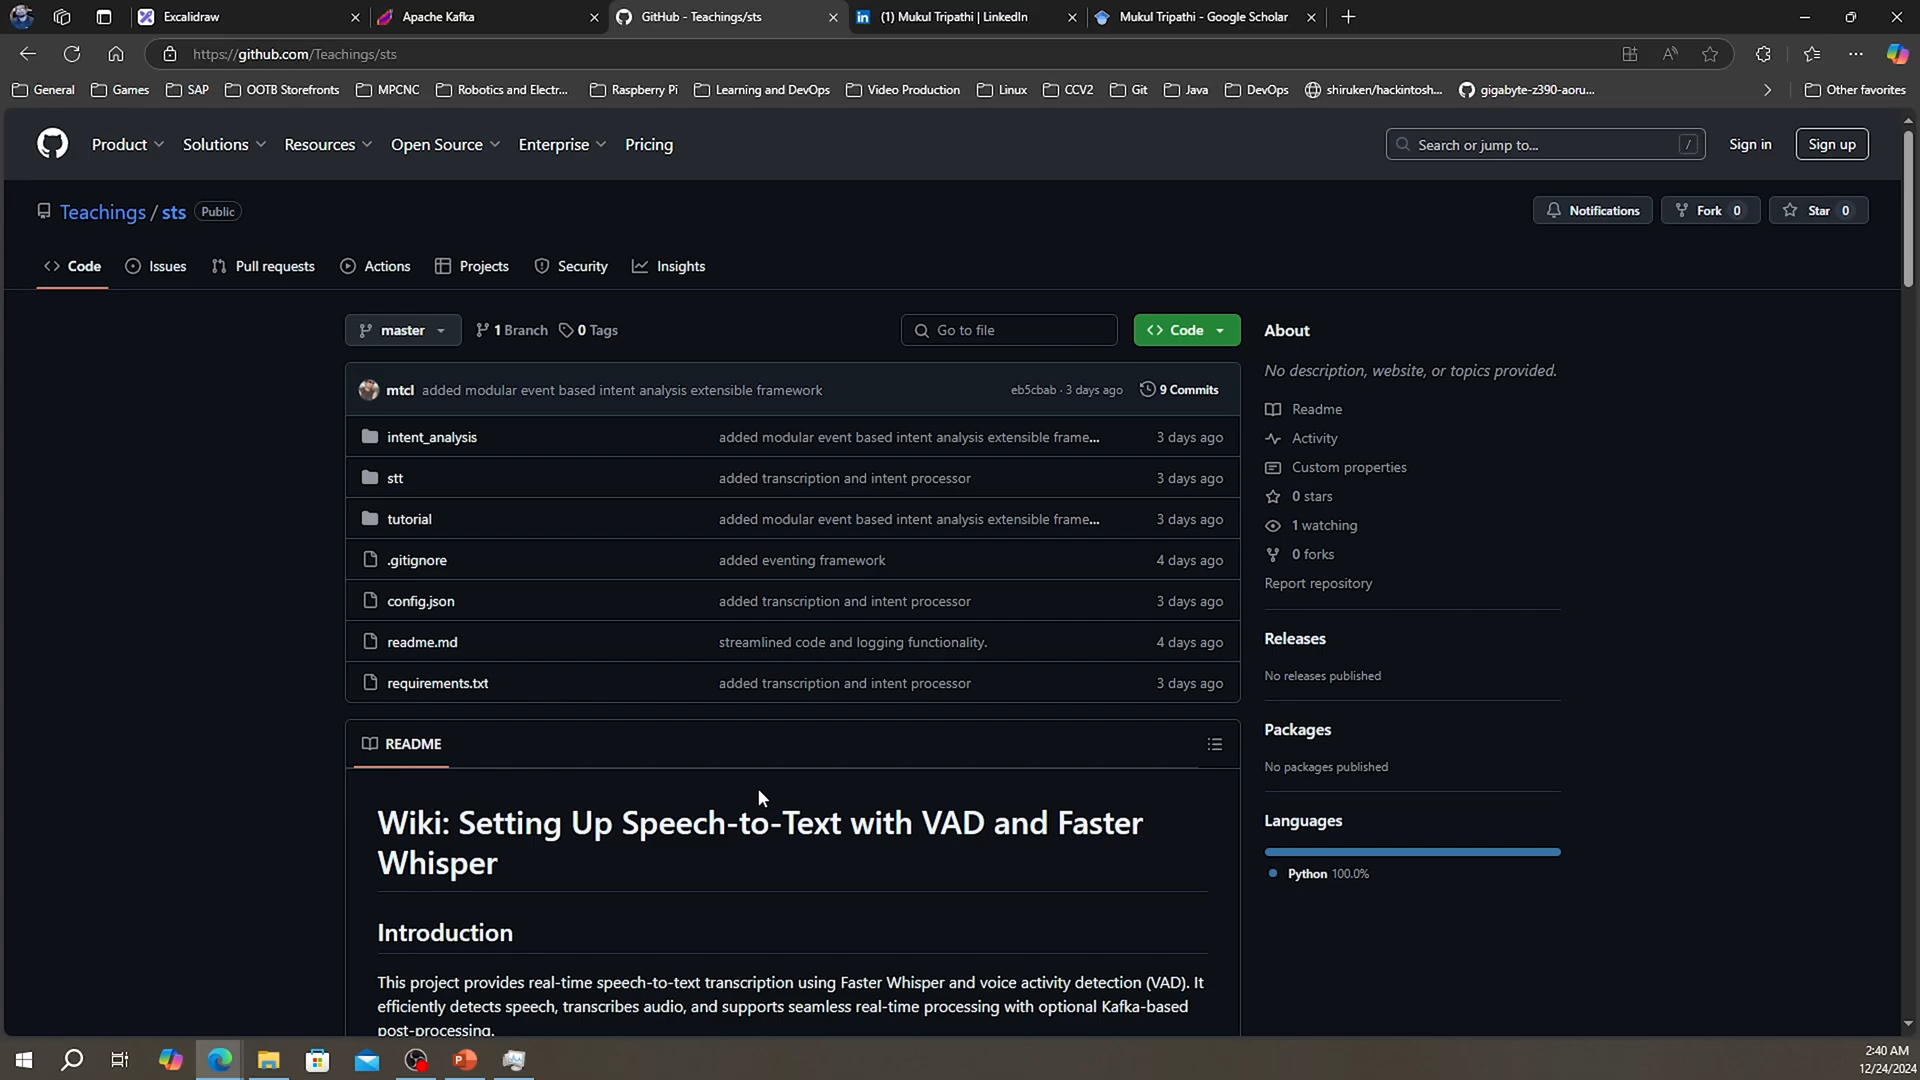 Excalidraw
Apache Kafka
GitHub - Teachings/sts
(1) Mukul Tripathi | LinkedIn
Mukul Tripathi - Google Scholar
https://github.com/Teachings/sts
General
Games
SAP
OOTB Storefronts
MPCNC
Robotics and Electr...
Raspberry Pi
Learning and DevOps
Video Production
Linux
CCV2
Git
Java
DevOps
shiruken/hackintosh...
gigabyte-z390-aoru...
Other favorites
Product
Solutions
Resources
Open Source
Enterprise
Pricing
Search or jump to...
/
Sign in
Sign up
Teachings / sts
Public
Notifications
Fork 0
Star 0
Code
Issues
Pull requests
Actions
Projects
Security
Insights
master
1 Branch
0 Tags
Go to file
Code
mtcl added modular event based intent analysis extensible framework
eb5cbab · 3 days ago
9 Commits
intent_analysis added modular event based intent analysis extensible frame... 3 days ago
stt added transcription and intent processor 3 days ago
tutorial added modular event based intent analysis extensible frame... 3 days ago
.gitignore added eventing framework 4 days ago
config.json added transcription and intent processor 3 days ago
readme.md streamlined code and logging functionality. 4 days ago
requirements.txt added transcription and intent processor 3 days ago
README
Wiki: Setting Up Speech-to-Text with VAD and Faster
Whisper
Introduction
This project provides real-time speech-to-text transcription using Faster Whisper and voice activity detection (VAD). It
efficiently detects speech, transcribes audio, and supports seamless real-time processing with optional Kafka-based
post-processing.
About
No description, website, or topics provided.
Readme
Activity
Custom properties
0 stars
1 watching
0 forks
Report repository
Releases
No releases published
Packages
No packages published
Languages
Python 100.0%
2:40 AM
12/24/2024